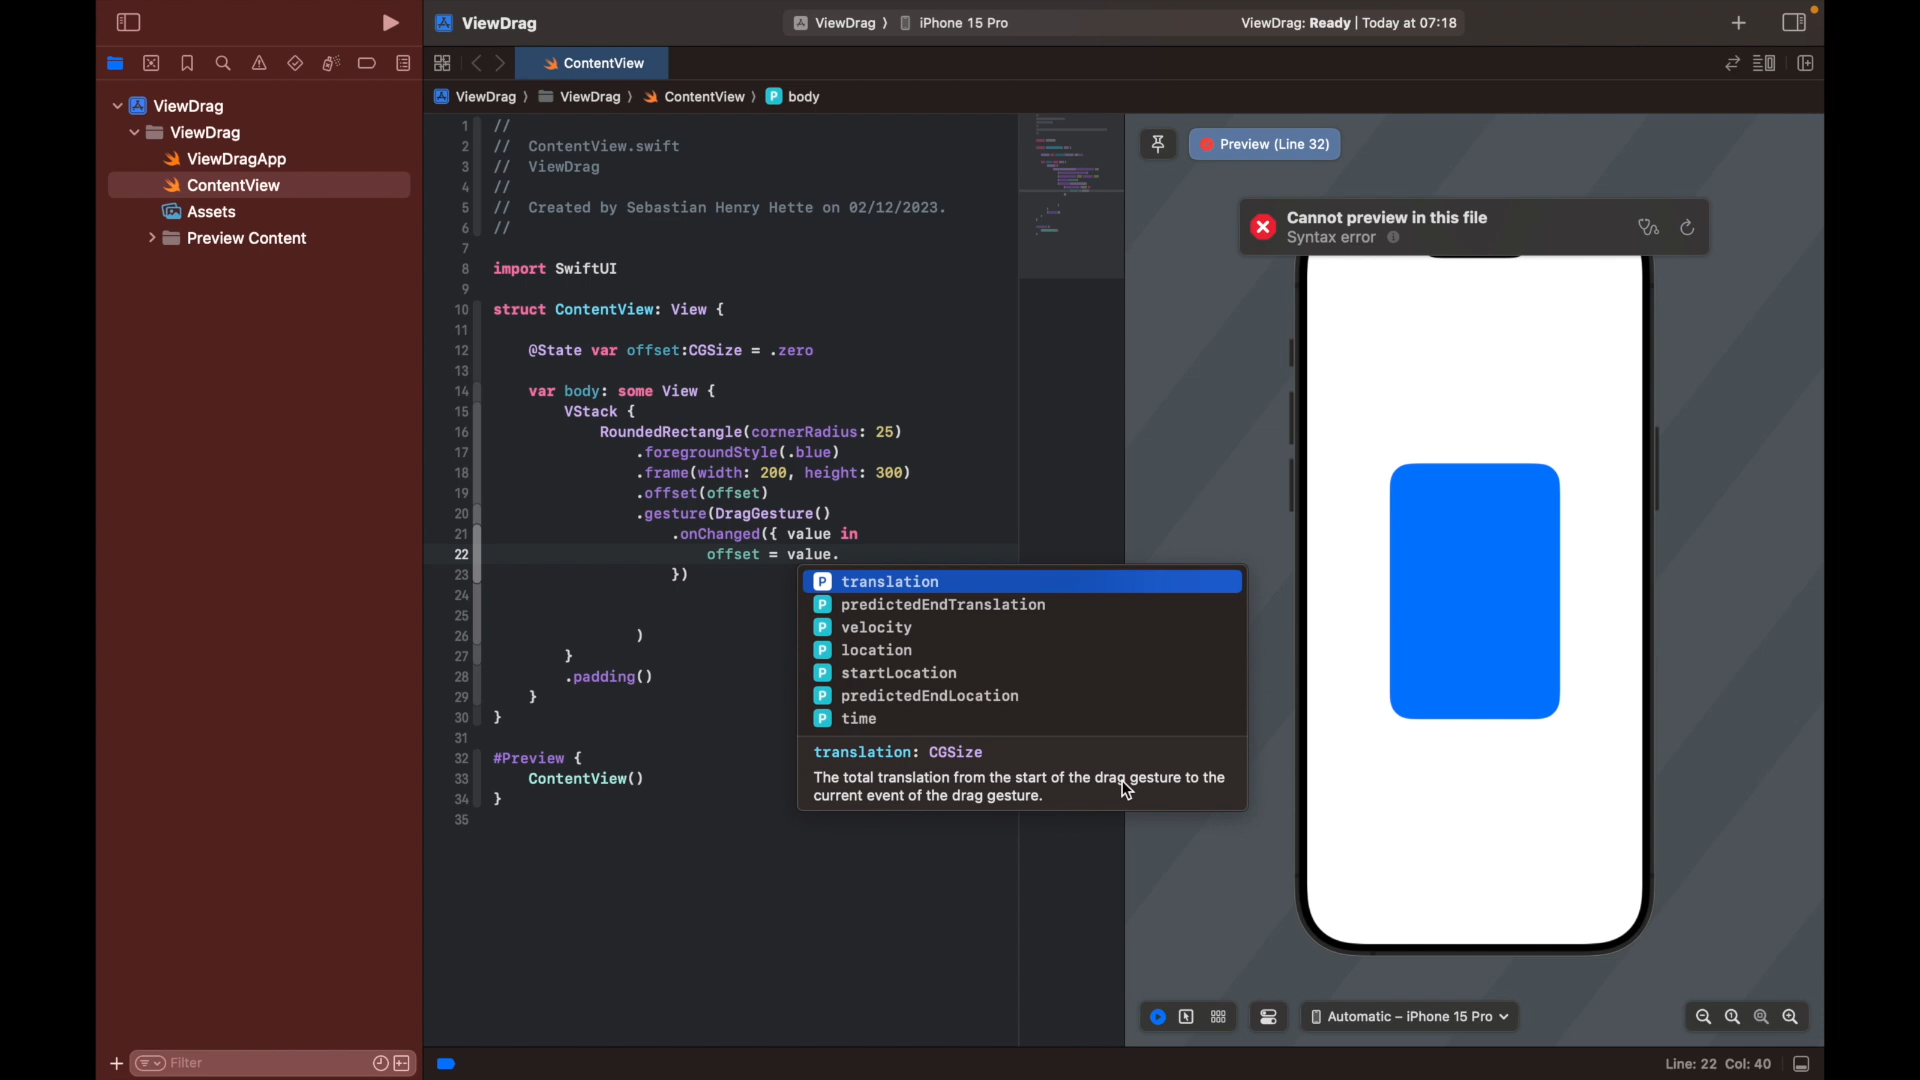 ViewDrag
ViewDrag
iPhone 15 Pro
ViewDrag: Ready | Today at 07:18
ContentView
ViewDrag
ViewDrag
ContentView
body
ViewDrag
ViewDrag
ViewDragApp
ContentView
Assets
Preview Content
1 //
2 //  ContentView.swift
3 //  ViewDrag
4 //
5 //  Created by Sebastian Henry Hette on 02/12/2023.
6 //
7
8 import SwiftUI
9
10 struct ContentView: View {
11
12     @State var offset:CGSize = .zero
13
14     var body: some View {
15         VStack {
16             RoundedRectangle(cornerRadius: 25)
17                 .foregroundStyle(.blue)
18                 .frame(width: 200, height: 300)
19                 .offset(offset)
20                 .gesture(DragGesture()
21                     .onChanged({ value in
22                         offset = value.
23                     })
24
25
26                 )
27         }
28         .padding()
29     }
30 }
31
32 #Preview {
33     ContentView()
34 }
35
P translation
P predictedEndTranslation
P velocity
P location
P startLocation
P predictedEndLocation
P time
translation: CGSize
The total translation from the start of the drag gesture to the
current event of the drag gesture.
Preview (Line 32)
Cannot preview in this file
Syntax error
Automatic – iPhone 15 Pro
Filter
Line: 22 Col: 40